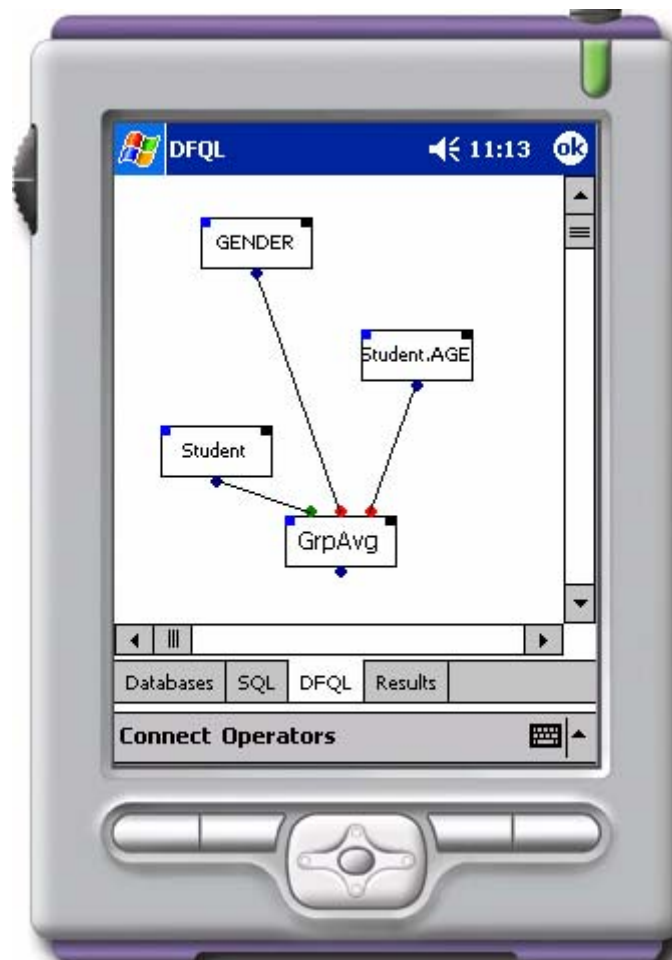 DFQL 11:13 ok
GENDER
Student.AGE
Student
GrpAvg
Databases SQL DFQL Results
Connect Operators